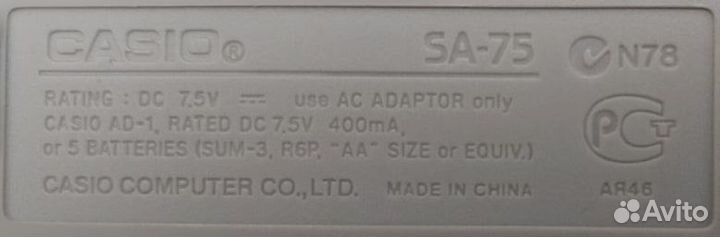 CASIO® SA-75 N78
RATING : DC 7.5V ⎓ use AC ADAPTOR only
CASIO AD-1, RATED DC 7.5V 400mA,
or 5 BATTERIES (SUM-3, R6P, "AA" SIZE or EQUIV.)
РСТ
CASIO COMPUTER CO.,LTD. MADE IN CHINA АЯ46
Avito